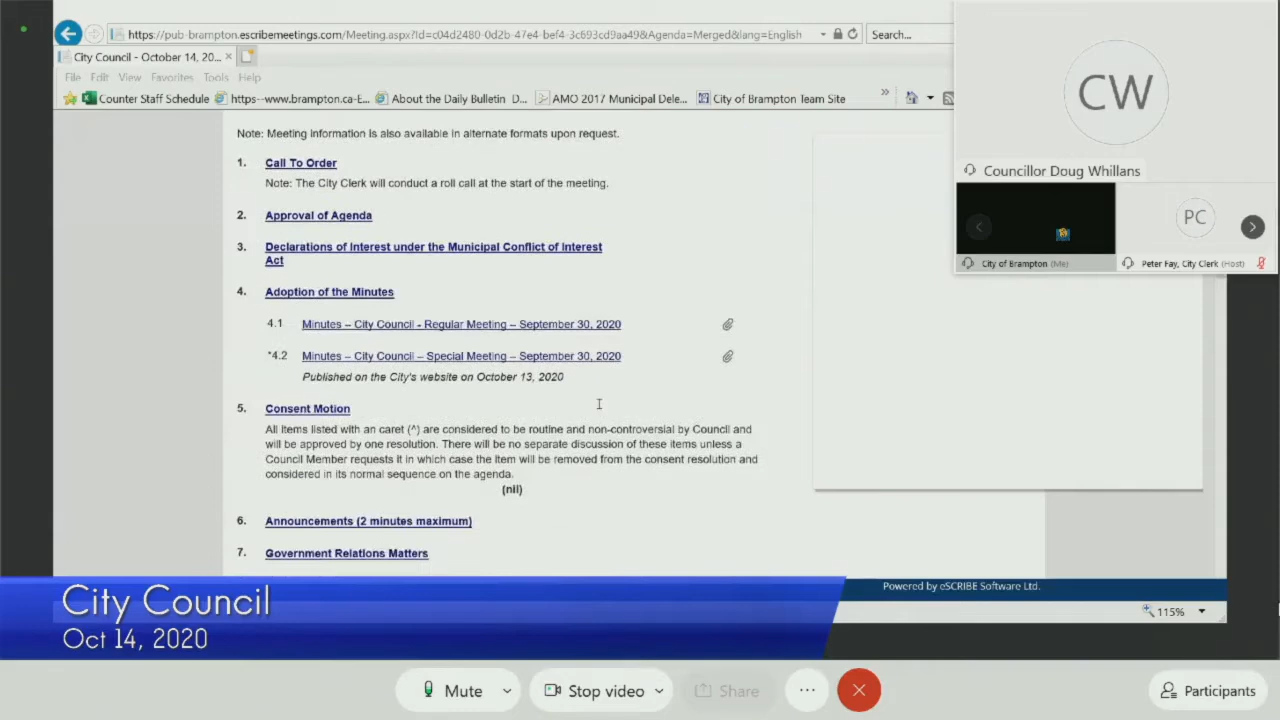 https://pub-brampton.escribemeetings.com/Meeting.aspx?Id=c04d2480-0d2b-47e4-bef4-3c693cd9aa49&Agenda=Merged&lang=English
Search...
City Council - October 14, 20...
File Edit View Favorites Tools Help
Counter Staff Schedule https--www.brampton.ca-E... About the Daily Bulletin D... AMO 2017 Municipal Dele... City of Brampton Team Site
CW
Councillor Doug Whillans
PC
City of Brampton (Me)
Peter Fay, City Clerk (Host)
Note: Meeting information is also available in alternate formats upon request.
1. Call To Order
Note: The City Clerk will conduct a roll call at the start of the meeting.
2. Approval of Agenda
3. Declarations of Interest under the Municipal Conflict of Interest
Act
4. Adoption of the Minutes
4.1 Minutes – City Council - Regular Meeting – September 30, 2020
*4.2 Minutes – City Council – Special Meeting – September 30, 2020
Published on the City's website on October 13, 2020
5. Consent Motion
All items listed with an caret (^) are considered to be routine and non-controversial by Council and
will be approved by one resolution. There will be no separate discussion of these items unless a
Council Member requests it in which case the item will be removed from the consent resolution and
considered in its normal sequence on the agenda.
(nil)
6. Announcements (2 minutes maximum)
7. Government Relations Matters
Powered by eSCRIBE Software Ltd.
115%
City Council
Oct 14, 2020
Mute
Stop video
Share
Participants